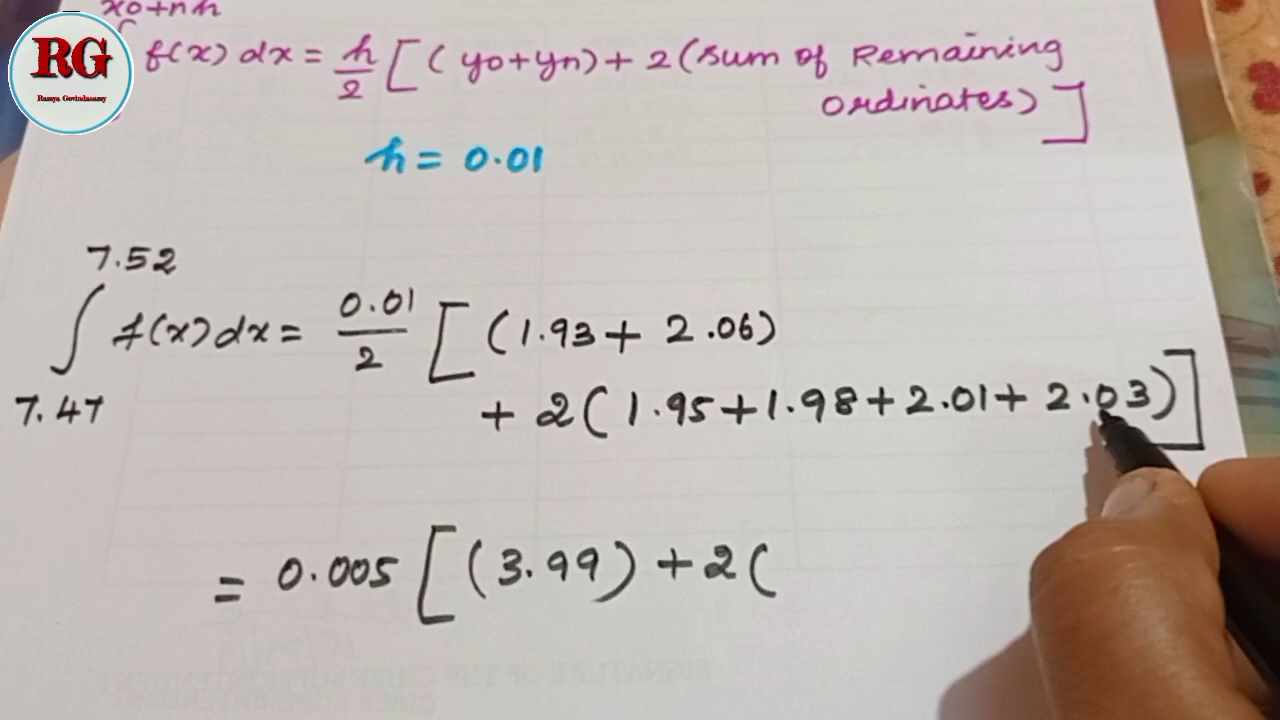 x0+nh
RG
Ramya Govindasamy
∫ f(x) dx = h/2 [ (y0+yn) + 2 (sum of Remaining
ordinates) ]
h = 0.01
7.52
∫ f(x) dx = 0.01/2 [ (1.93 + 2.06)
7.47
+ 2 ( 1.95 + 1.98 + 2.01 + 2.03 ) ]
= 0.005 [ (3.99) + 2 (